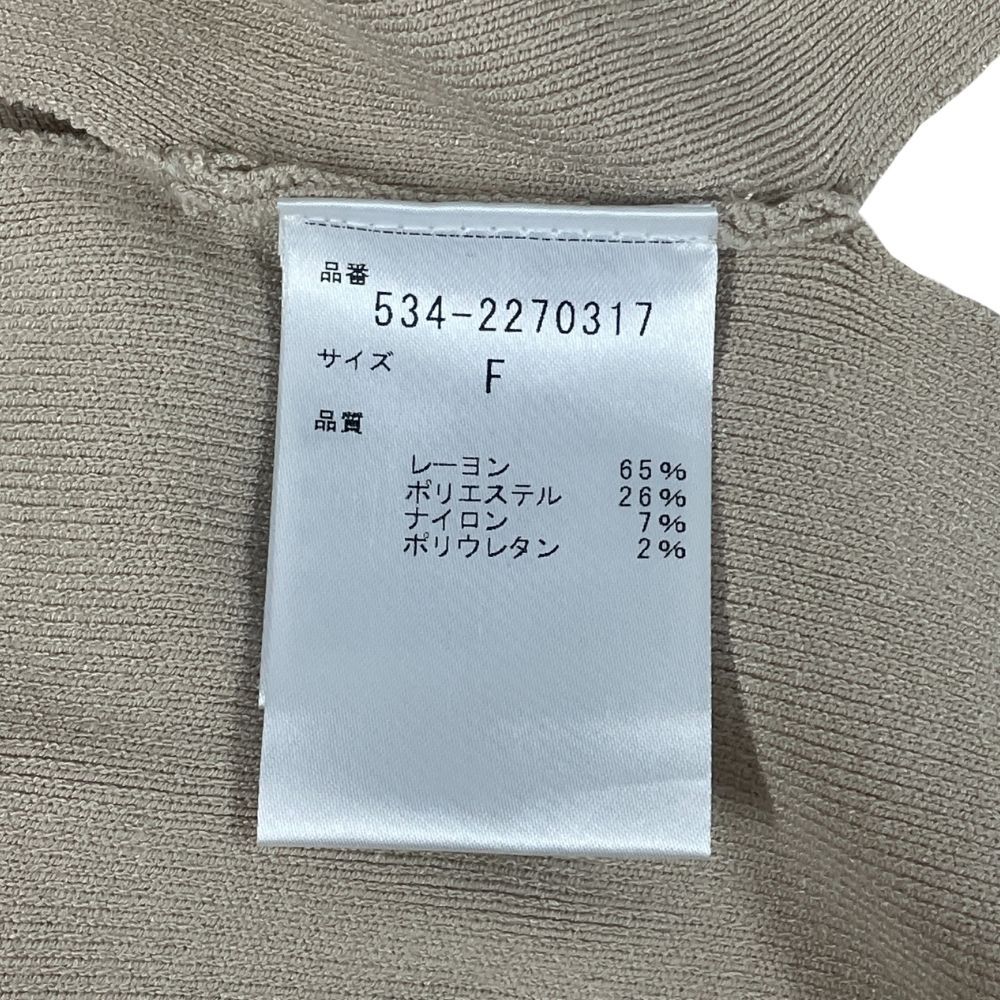 品番
534-2270317
サイズ F
品質
レーヨン 65%
ポリエステル 26%
ナイロン 7%
ポリウレタン 2%